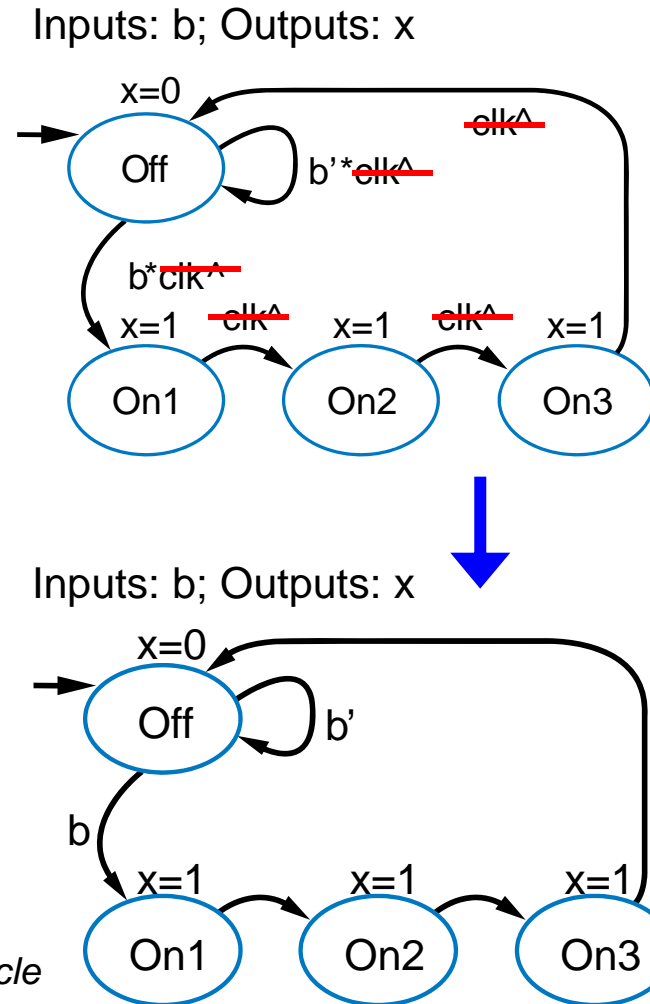 Inputs: b; Outputs: x
x=0
clk^
Off
b'*clk^
b*clk^
x=1
clk^
x=1
clk^
x=1
On1
On2
On3
Inputs: b; Outputs: x
x=0
Off
b'
b
x=1
x=1
x=1
On1
On2
On3
cle